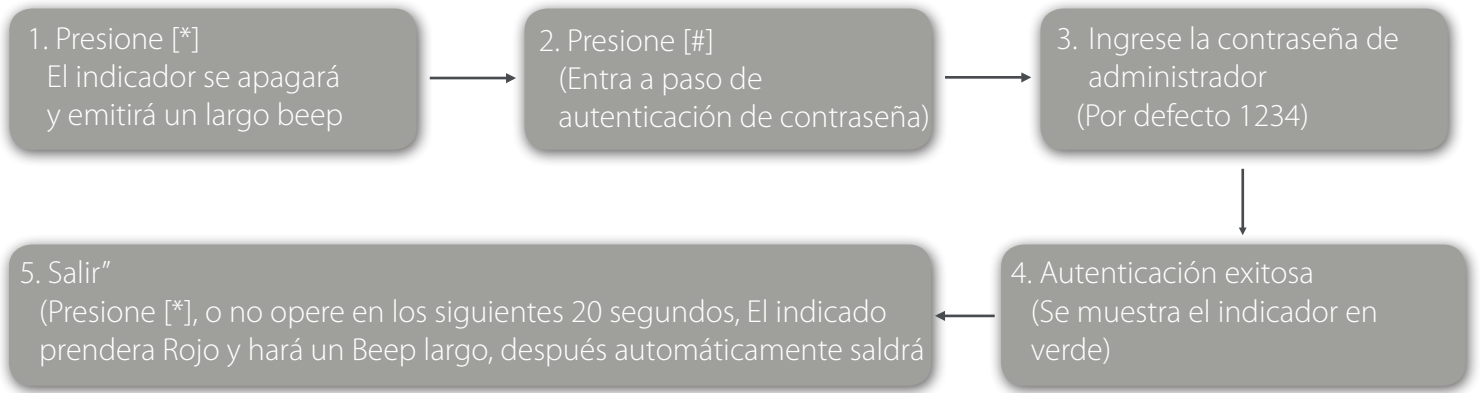 1. Presione [*]
El indicador se apagará
y emitirá un largo beep
2. Presione [#]
(Entra a paso de
autenticación de contraseña)
3. Ingrese la contraseña de
administrador
(Por defecto 1234)
4. Autenticación exitosa
(Se muestra el indicador en
verde)
5. Salir”
(Presione [*], o no opere en los siguientes 20 segundos, El indicado
prendera Rojo y hará un Beep largo, después automáticamente saldrá